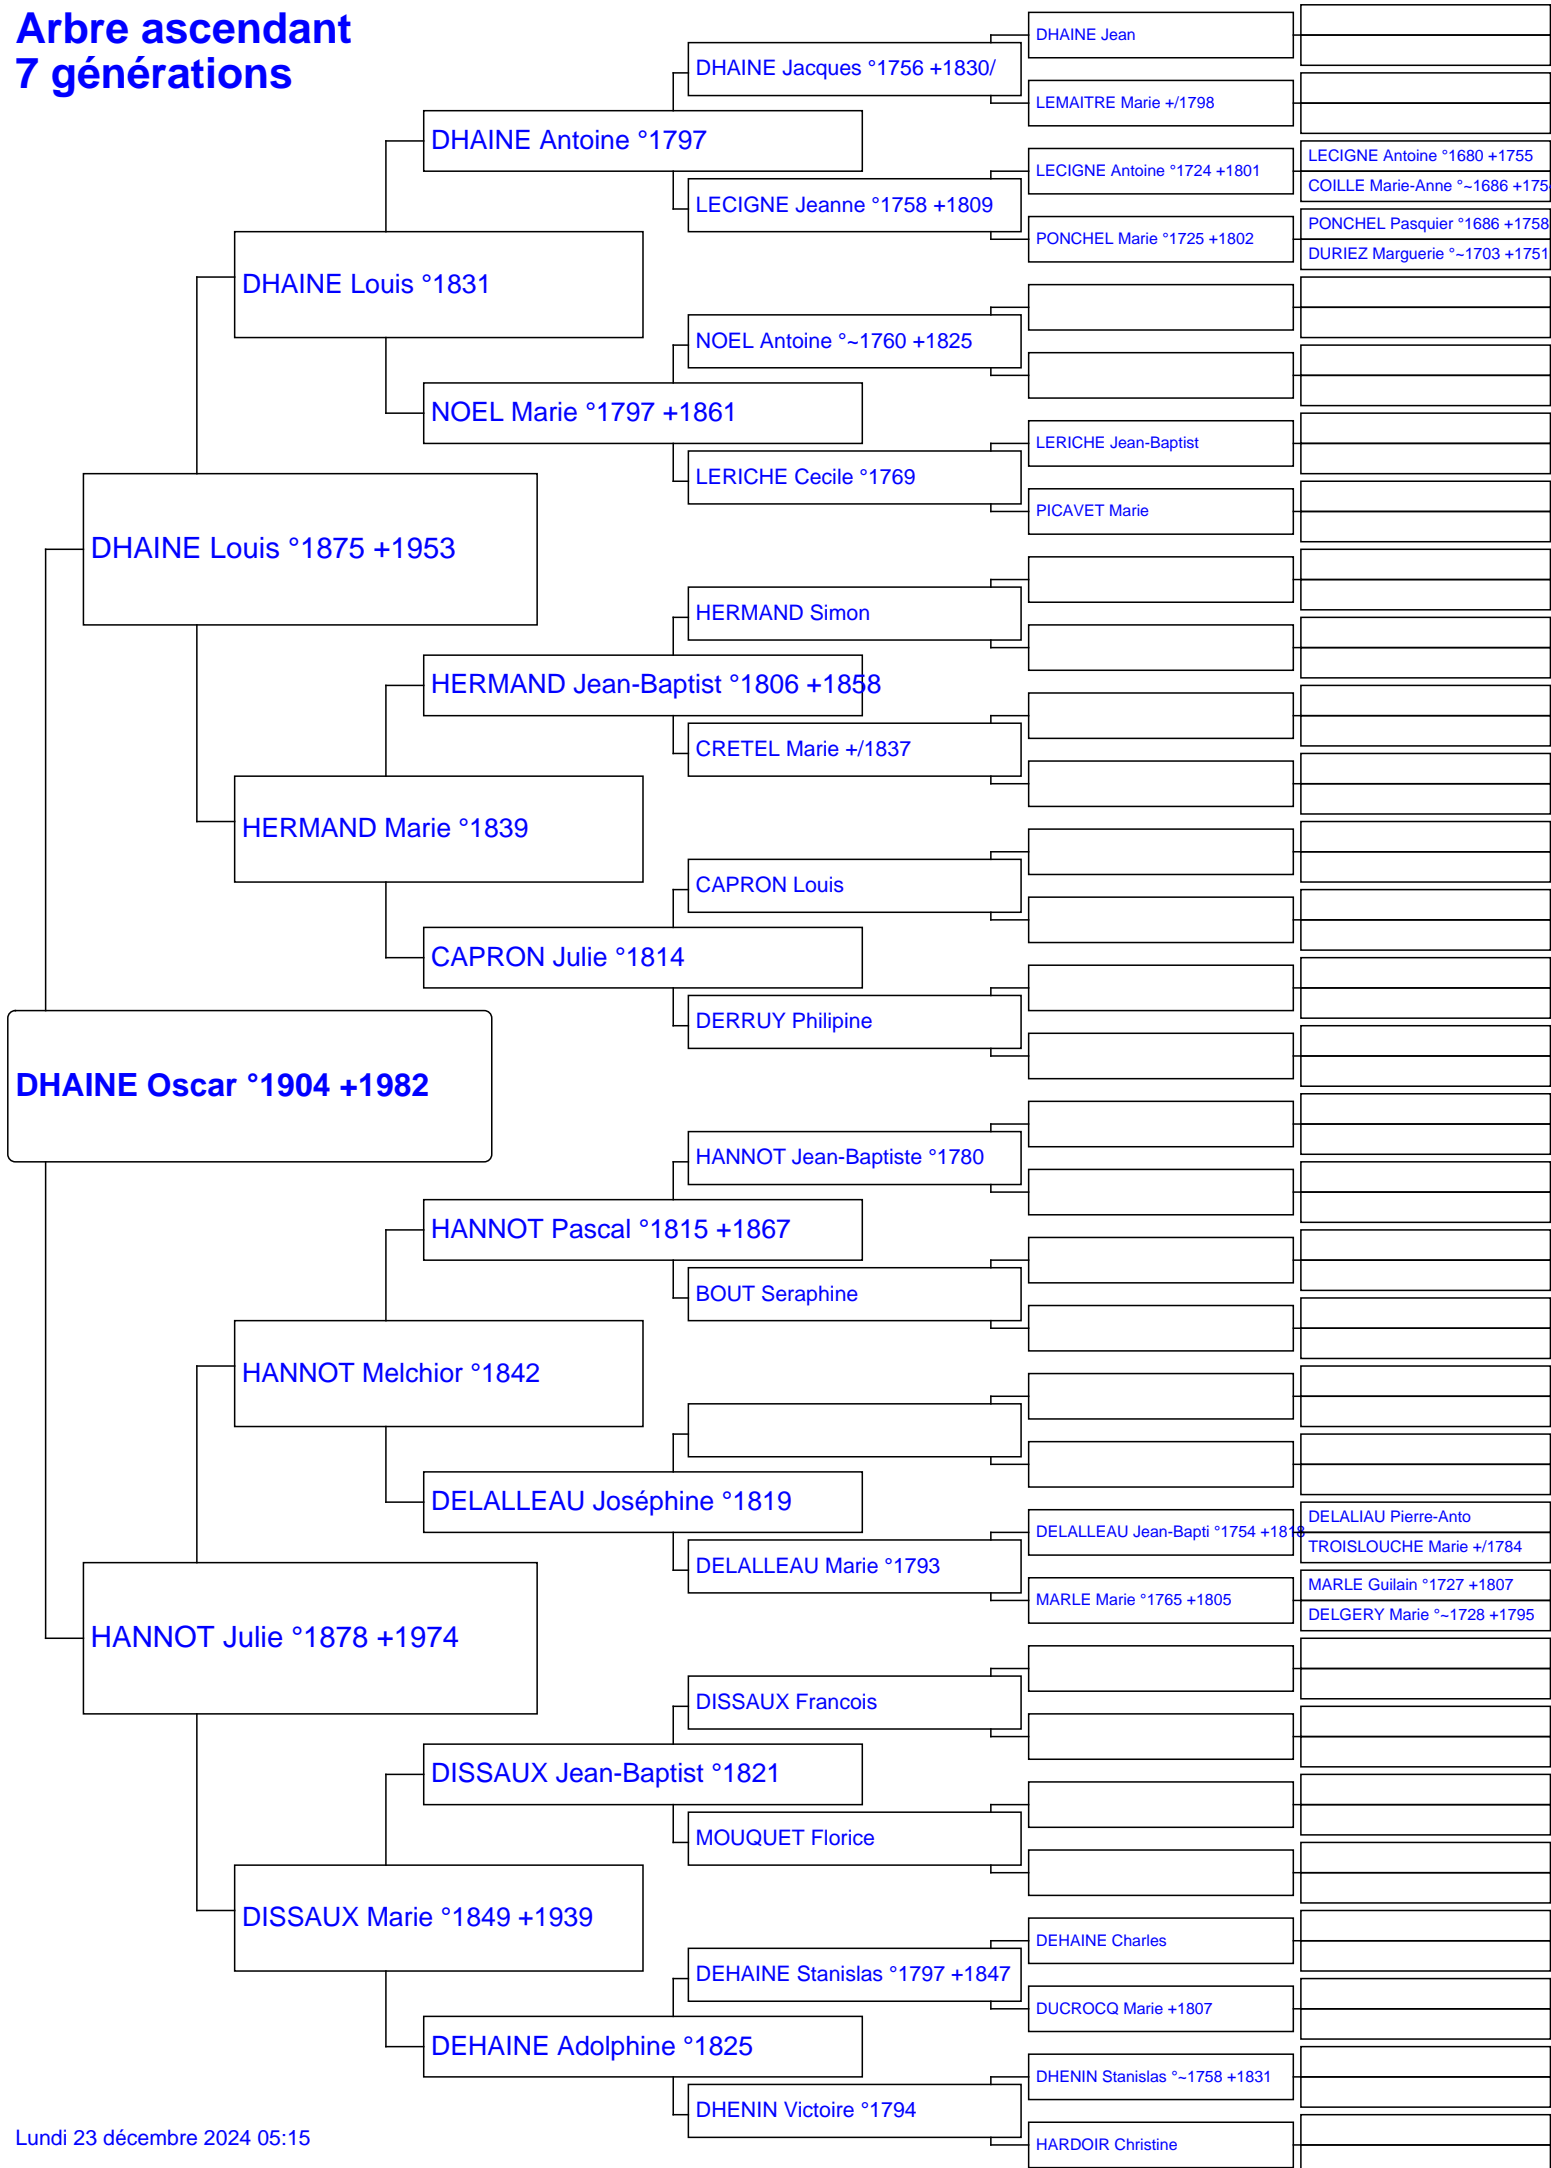 Arbre ascendant
7 générations
DHAINE Oscar °1904 +1982
DHAINE Louis °1875 +1953
HANNOT Julie °1878 +1974
DHAINE Louis °1831
HERMAND Marie °1839
HANNOT Melchior °1842
DISSAUX Marie °1849 +1939
DHAINE Antoine °1797
NOEL Marie °1797 +1861
HERMAND Jean-Baptist °1806 +1858
CAPRON Julie °1814
HANNOT Pascal °1815 +1867
DELALLEAU Joséphine °1819
DISSAUX Jean-Baptist °1821
DEHAINE Adolphine °1825
DHAINE Jacques °1756 +1830/
LECIGNE Jeanne °1758 +1809
NOEL Antoine °~1760 +1825
LERICHE Cecile °1769
HERMAND Simon
CRETEL Marie +/1837
CAPRON Louis
DERRUY Philipine
HANNOT Jean-Baptiste °1780
BOUT Seraphine
DELALLEAU Marie °1793
DISSAUX Francois
MOUQUET Florice
DEHAINE Stanislas °1797 +1847
DHENIN Victoire °1794
DHAINE Jean
LEMAITRE Marie +/1798
LECIGNE Antoine °1724 +1801
PONCHEL Marie °1725 +1802
LERICHE Jean-Baptist
PICAVET Marie
DELALLEAU Jean-Bapti °1754 +1818
MARLE Marie °1765 +1805
DEHAINE Charles
DUCROCQ Marie +1807
DHENIN Stanislas °~1758 +1831
HARDOIR Christine
LECIGNE Antoine °1680 +1755
COILLE Marie-Anne °~1686 +175
PONCHEL Pasquier °1686 +1758
DURIEZ Marguerie °~1703 +1751
DELALIAU Pierre-Anto
TROISLOUCHE Marie +/1784
MARLE Guilain °1727 +1807
DELGERY Marie °~1728 +1795
Lundi 23 décembre 2024 05:15